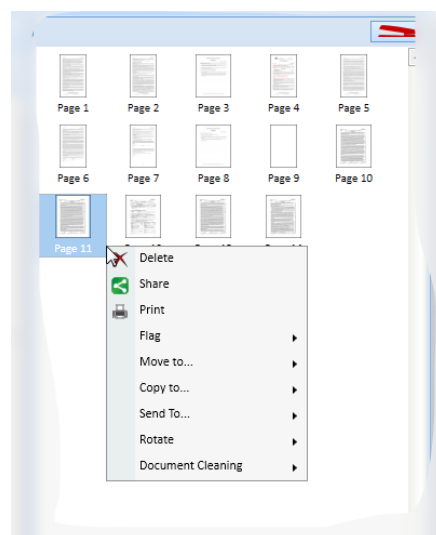 Page 1 Page 2 Page 3 Page 4 Page 5
Page 6 Page 7 Page 8 Page 9 Page 10
Page 11
Delete
Share
Print
Flag
Move to...
Copy to...
Send To...
Rotate
Document Cleaning